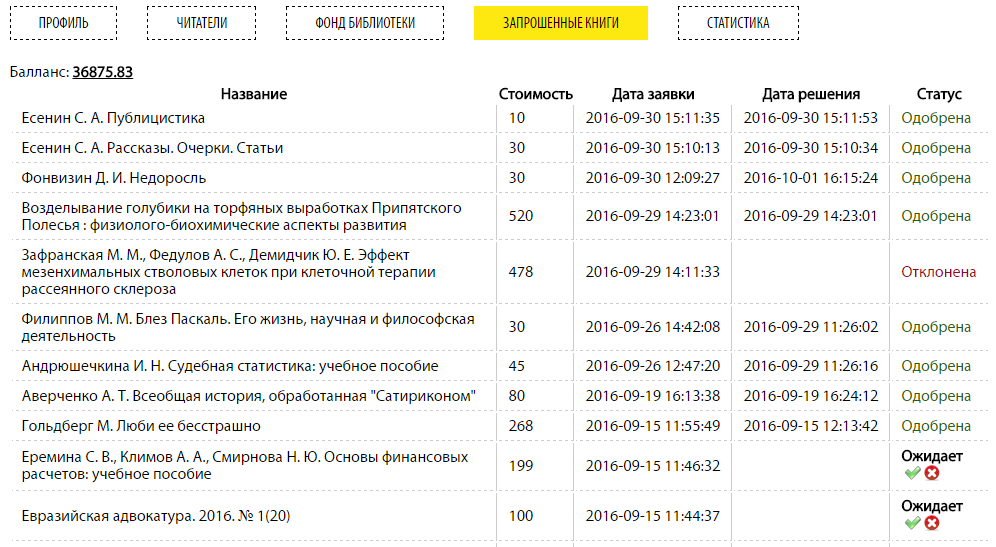 ПРОФИЛЬ ЧИТАТЕЛИ ФОНД БИБЛИОТЕКИ ЗАПРОШЕННЫЕ КНИГИ СТАТИСТИКА
Балланс: 36875.83
Название Стоимость Дата заявки Дата решения Статус
Есенин С. А. Публицистика 10 2016-09-30 15:11:35 2016-09-30 15:11:53 Одобрена
Есенин С. А. Рассказы. Очерки. Статьи 30 2016-09-30 15:10:13 2016-09-30 15:10:34 Одобрена
Фонвизин Д. И. Недоросль 30 2016-09-30 12:09:27 2016-10-01 16:15:24 Одобрена
Возделывание голубики на торфяных выработках Припятского
Полесья : физиолого-биохимические аспекты развития 520 2016-09-29 14:23:01 2016-09-29 14:23:01 Одобрена
Зафранская М. М., Федулов А. С., Демидчик Ю. Е. Эффект
мезенхимальных стволовых клеток при клеточной терапии 478 2016-09-29 14:11:33 Отклонена
рассеянного склероза
Филиппов М. М. Блез Паскаль. Его жизнь, научная и философская
деятельность 30 2016-09-26 14:42:08 2016-09-29 11:26:02 Одобрена
Андрюшечкина И. Н. Судебная статистика: учебное пособие 45 2016-09-26 12:47:20 2016-09-29 11:26:16 Одобрена
Аверченко А. Т. Всеобщая история, обработанная "Сатириконом" 80 2016-09-19 16:13:38 2016-09-19 16:24:12 Одобрена
Гольдберг М. Люби ее бесстрашно 268 2016-09-15 11:55:49 2016-09-15 12:13:42 Одобрена
Еремина С. В., Климов А. А., Смирнова Н. Ю. Основы финансовых
расчетов: учебное пособие 199 2016-09-15 11:46:32 Ожидает
Евразийская адвокатура. 2016. № 1(20) 100 2016-09-15 11:44:37 Ожидает